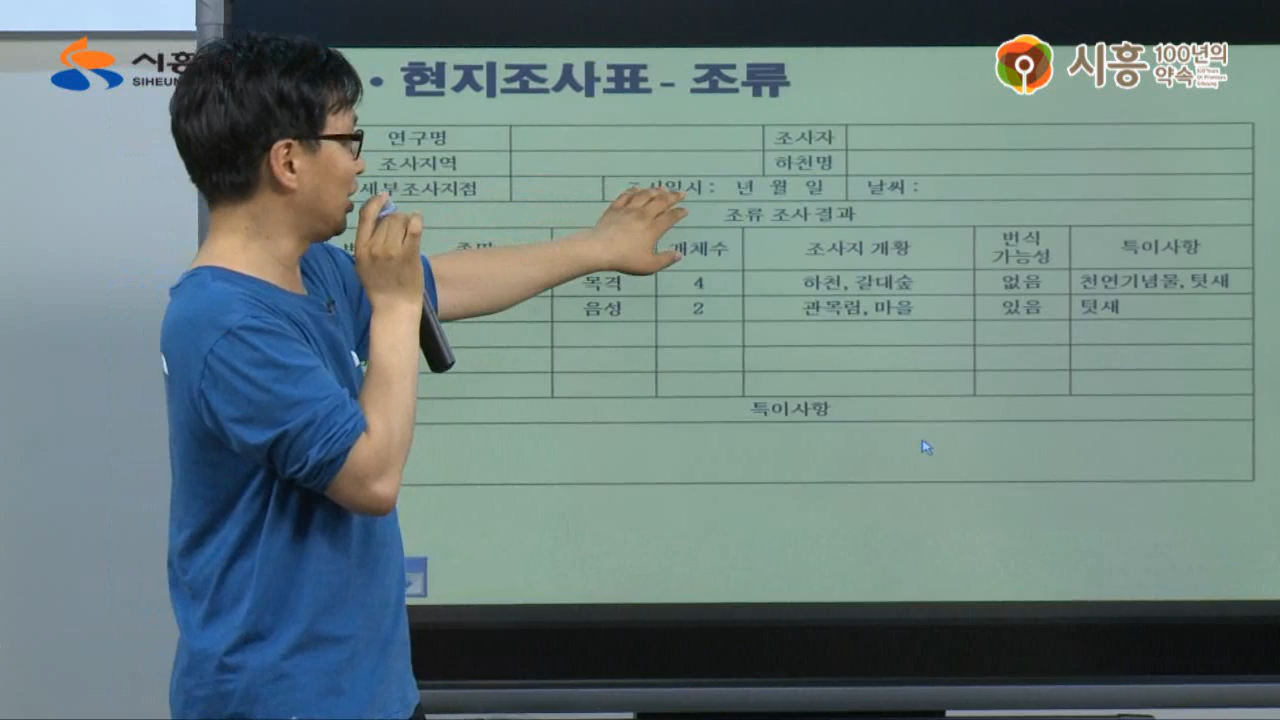 시흥
시흥 100년의 약속
• 현지조사표 - 조류
연구명 조사자
조사지역 하천명
세부조사지점 조사일시 : 년 월 일 날씨 :
조류 조사 결과
개체수 조사지 개황 번식 가능성 특이사항
목격 4 하천, 갈대숲 없음 천연기념물, 텃새
음성 2 관목림, 마을 있음 텃새
특이사항